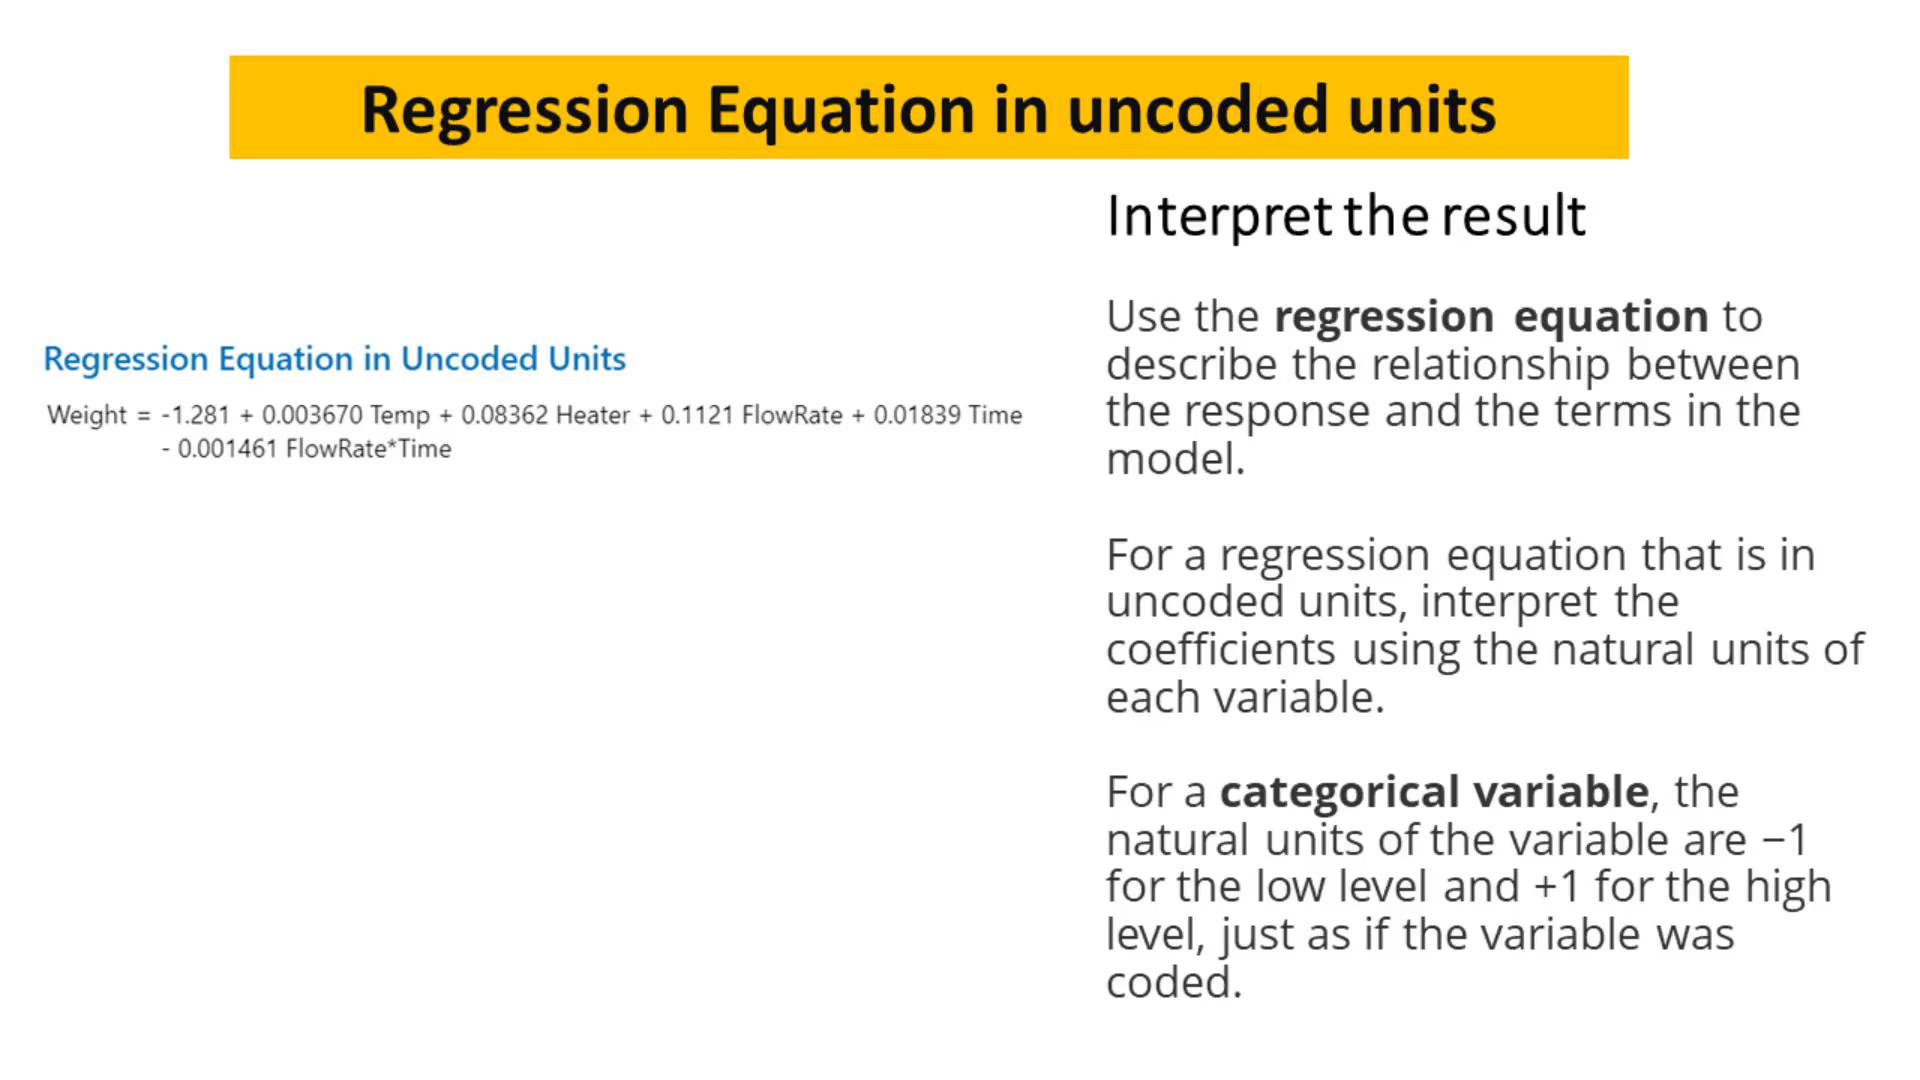 Regression Equation in uncoded units
Regression Equation in Uncoded Units
Weight = -1.281 + 0.003670 Temp + 0.08362 Heater + 0.1121 FlowRate + 0.01839 Time
- 0.001461 FlowRate*Time
Interpret the result
Use the regression equation to
describe the relationship between
the response and the terms in the
model.
For a regression equation that is in
uncoded units, interpret the
coefficients using the natural units of
each variable.
For a categorical variable, the
natural units of the variable are −1
for the low level and +1 for the high
level, just as if the variable was
coded.